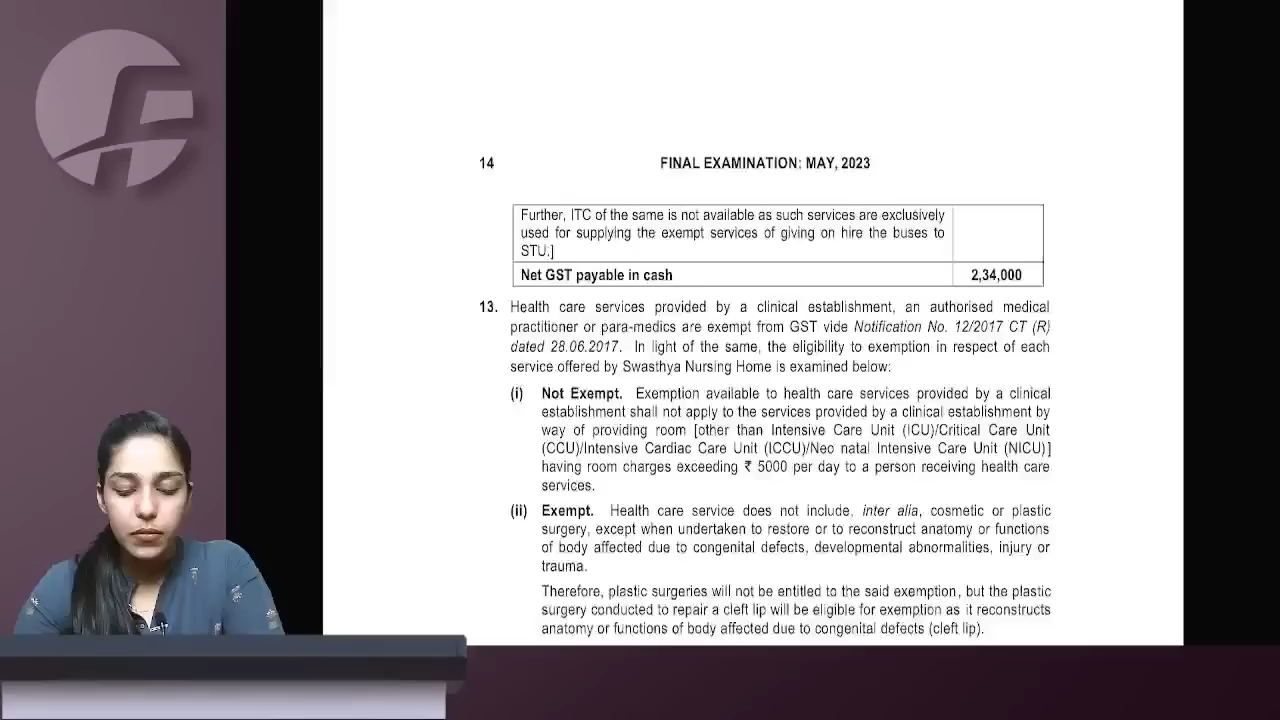 14 FINAL EXAMINATION: MAY, 2023
Further, ITC of the same is not available as such services are exclusively
used for supplying the exempt services of giving on hire the buses to
STU.]
Net GST payable in cash 2,34,000
13. Health care services provided by a clinical establishment, an authorised medical
practitioner or para-medics are exempt from GST vide Notification No. 12/2017 CT (R)
dated 28.06.2017. In light of the same, the eligibility to exemption in respect of each
service offered by Swasthya Nursing Home is examined below:
(i) Not Exempt. Exemption available to health care services provided by a clinical
establishment shall not apply to the services provided by a clinical establishment by
way of providing room [other than Intensive Care Unit (ICU)/Critical Care Unit
(CCU)/Intensive Cardiac Care Unit (ICCU)/Neo natal Intensive Care Unit (NICU)]
having room charges exceeding ₹ 5000 per day to a person receiving health care
services.
(ii) Exempt. Health care service does not include, inter alia, cosmetic or plastic
surgery, except when undertaken to restore or to reconstruct anatomy or functions
of body affected due to congenital defects, developmental abnormalities, injury or
trauma.
Therefore, plastic surgeries will not be entitled to the said exemption, but the plastic
surgery conducted to repair a cleft lip will be eligible for exemption as it reconstructs
anatomy or functions of body affected due to congenital defects (cleft lip).